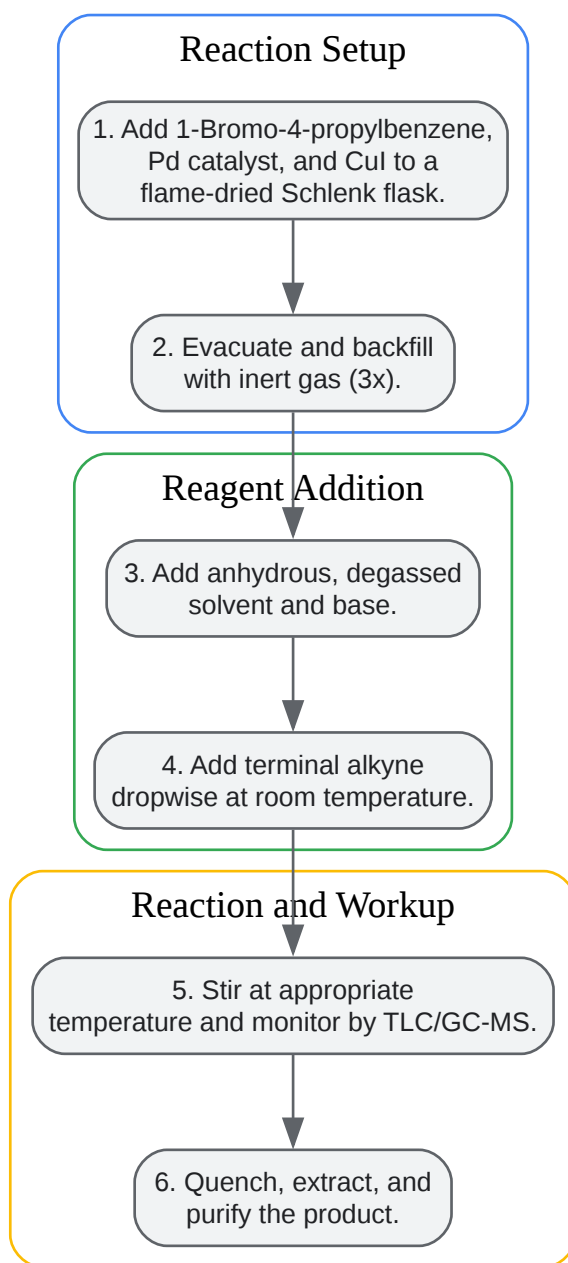 Reaction Setup
1. Add 1-Bromo-4-propylbenzene,
Pd catalyst, and CuI to a
flame-dried Schlenk flask.
2. Evacuate and backfill
with inert gas (3x).
Reagent Addition
3. Add anhydrous, degassed
solvent and base.
4. Add terminal alkyne
dropwise at room temperature.
Reaction and Workup
5. Stir at appropriate
temperature and monitor by TLC/GC-MS.
6. Quench, extract, and
purify the product.